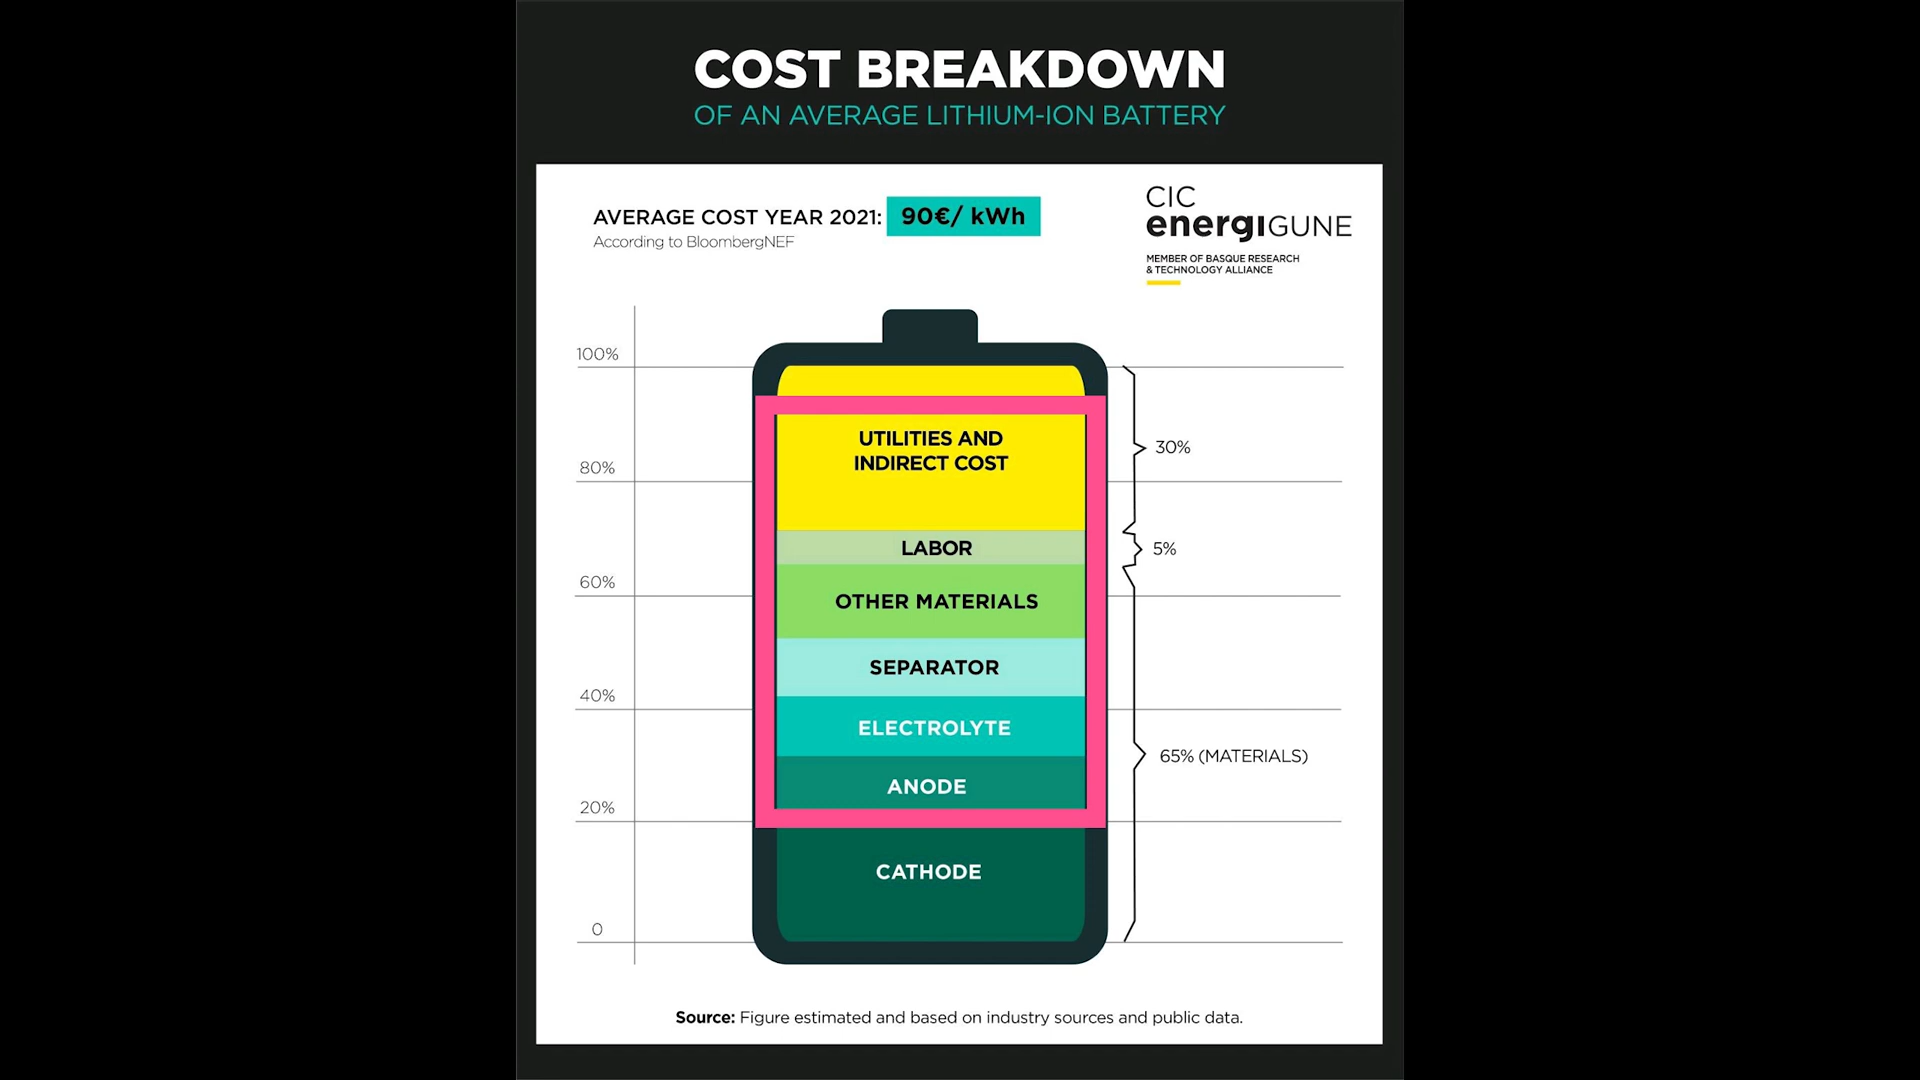 COST BREAKDOWN
OF AN AVERAGE LITHIUM-ION BATTERY
AVERAGE COST YEAR 2021: 90€/ kWh
According to BloombergNEF
CIC
energiGUNE
MEMBER OF BASQUE RESEARCH
& TECHNOLOGY ALLIANCE
100%
80%
60%
40%
20%
0
UTILITIES AND
INDIRECT COST
LABOR
OTHER MATERIALS
SEPARATOR
ELECTROLYTE
ANODE
CATHODE
30%
5%
65% (MATERIALS)
Source: Figure estimated and based on industry sources and public data.